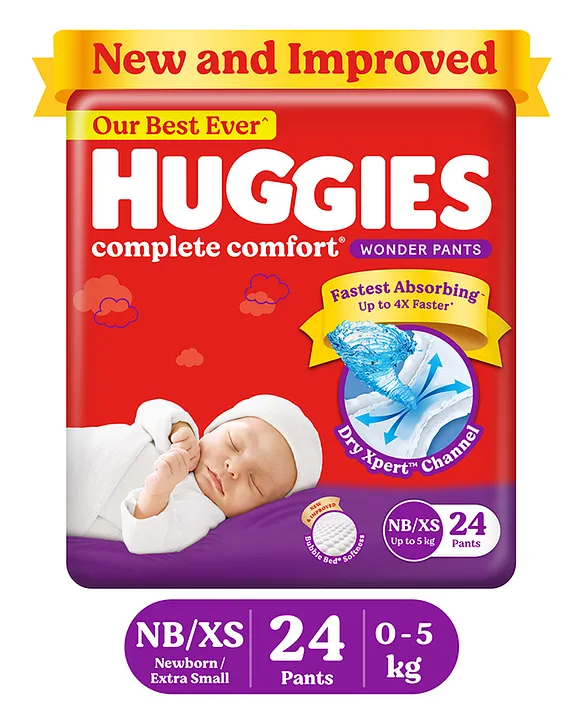 New and Improved
Our Best Ever^
HUGGIES
complete comfort®
WONDER PANTS
Fastest Absorbing~
Up to 4X Faster*
Dry Xpert™ Channel
NEW
& IMPROVED
Bubble Bed® Softness
NB/XS
Up to 5 kg
24
Pants
NB/XS
Newborn /
Extra Small
24
Pants
0-5
kg